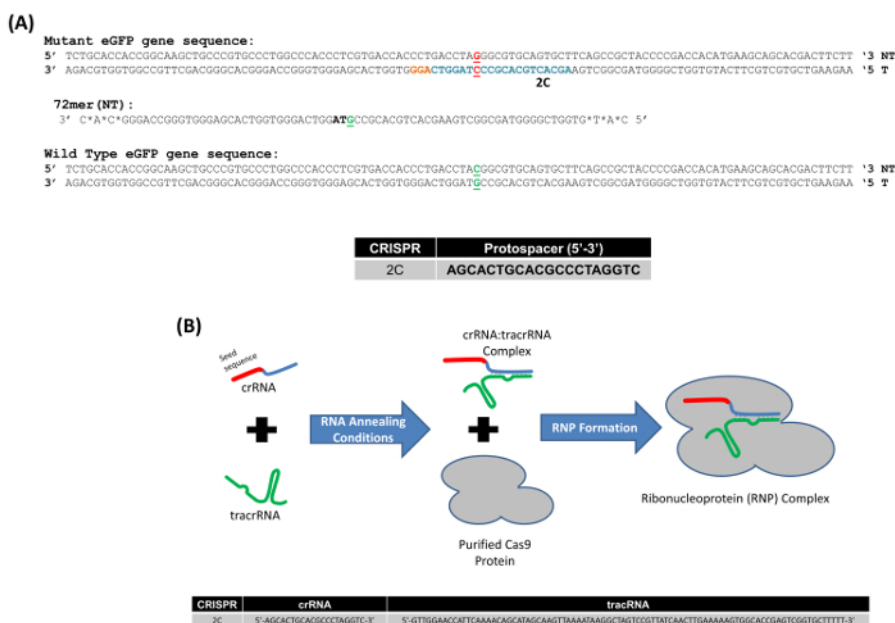 (A)
Mutant eGFP gene sequence:
5’ TCTGCACCACCGGCAAGCTGCCCGTGCCCTGGCCCACCCTCGTGACCACCCTGACCTAGGGCGTGCAGTGCTTCAGCCGCTACCCCGACCACATGAAGCAGCACGACTTCTT ‘3 NT
3’ AGACGTGGTGGCCGTTCGACGGGCACGGGACCGGGTGGGAGCACTGGTGGGACTGGATCCCGCACGTCACGAAGTCGGCGATGGGGCTGGTGTACTTCGTCGTGCTGAAGAA ‘5 T
2C
72mer(NT):
3’ C*A*C*GGGACCGGGTGGGAGCACTGGTGGGACTGGATGCCGCACGTCACGAAGTCGGCGATGGGGCTGGTG*T*A*C 5’
Wild Type eGFP gene sequence:
5’ TCTGCACCACCGGCAAGCTGCCCGTGCCCTGGCCCACCCTCGTGACCACCCTGACCTACGGCGTGCAGTGCTTCAGCCGCTACCCCGACCACATGAAGCAGCACGACTTCTT ‘3 NT
3’ AGACGTGGTGGCCGTTCGACGGGCACGGGACCGGGTGGGAGCACTGGTGGGACTGGATGCCGCACGTCACGAAGTCGGCGATGGGGCTGGTGTACTTCGTCGTGCTGAAGAA ‘5 T
CRISPR Protospacer (5’-3’)
2C AGCACTGCACGCCCTAGGTC
(B)
Seed sequence
crRNA
tracrRNA
RNA Annealing
Conditions
crRNA:tracrRNA
Complex
Purified Cas9
Protein
RNP Formation
Ribonucleoprotein (RNP) Complex
CRISPR crRNA tracRNA
2C 5’-AGCACTGCACGCCCTAGGTC-3’ 5’-GTTGGAACCATTCAAAACAGCATAGCAAGTTAAAATAAGGCTAGTCCGTTATCAACTTGAAAAAGTGGCACCGAGTCGGTGCTTTTT-3’